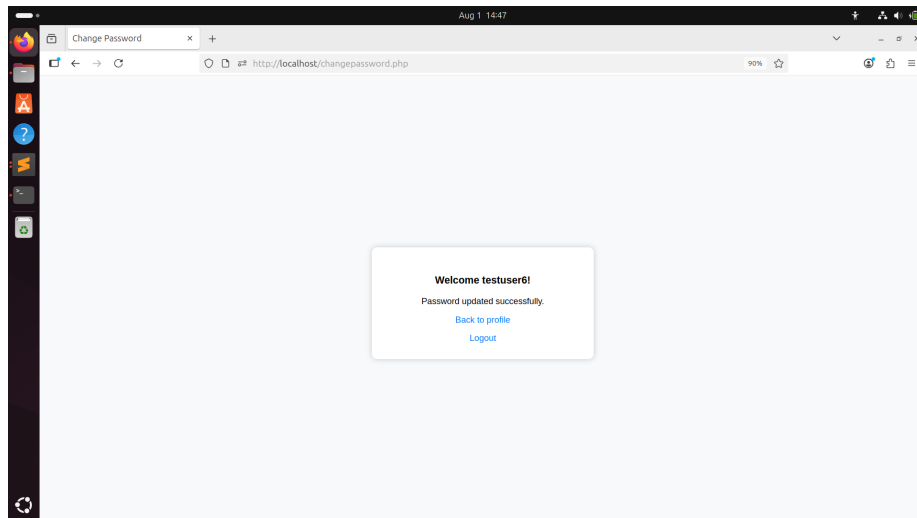 Aug 1 14:47
Change Password
http://localhost/changepassword.php
90%
Welcome testuser6!
Password updated successfully.
Back to profile
Logout